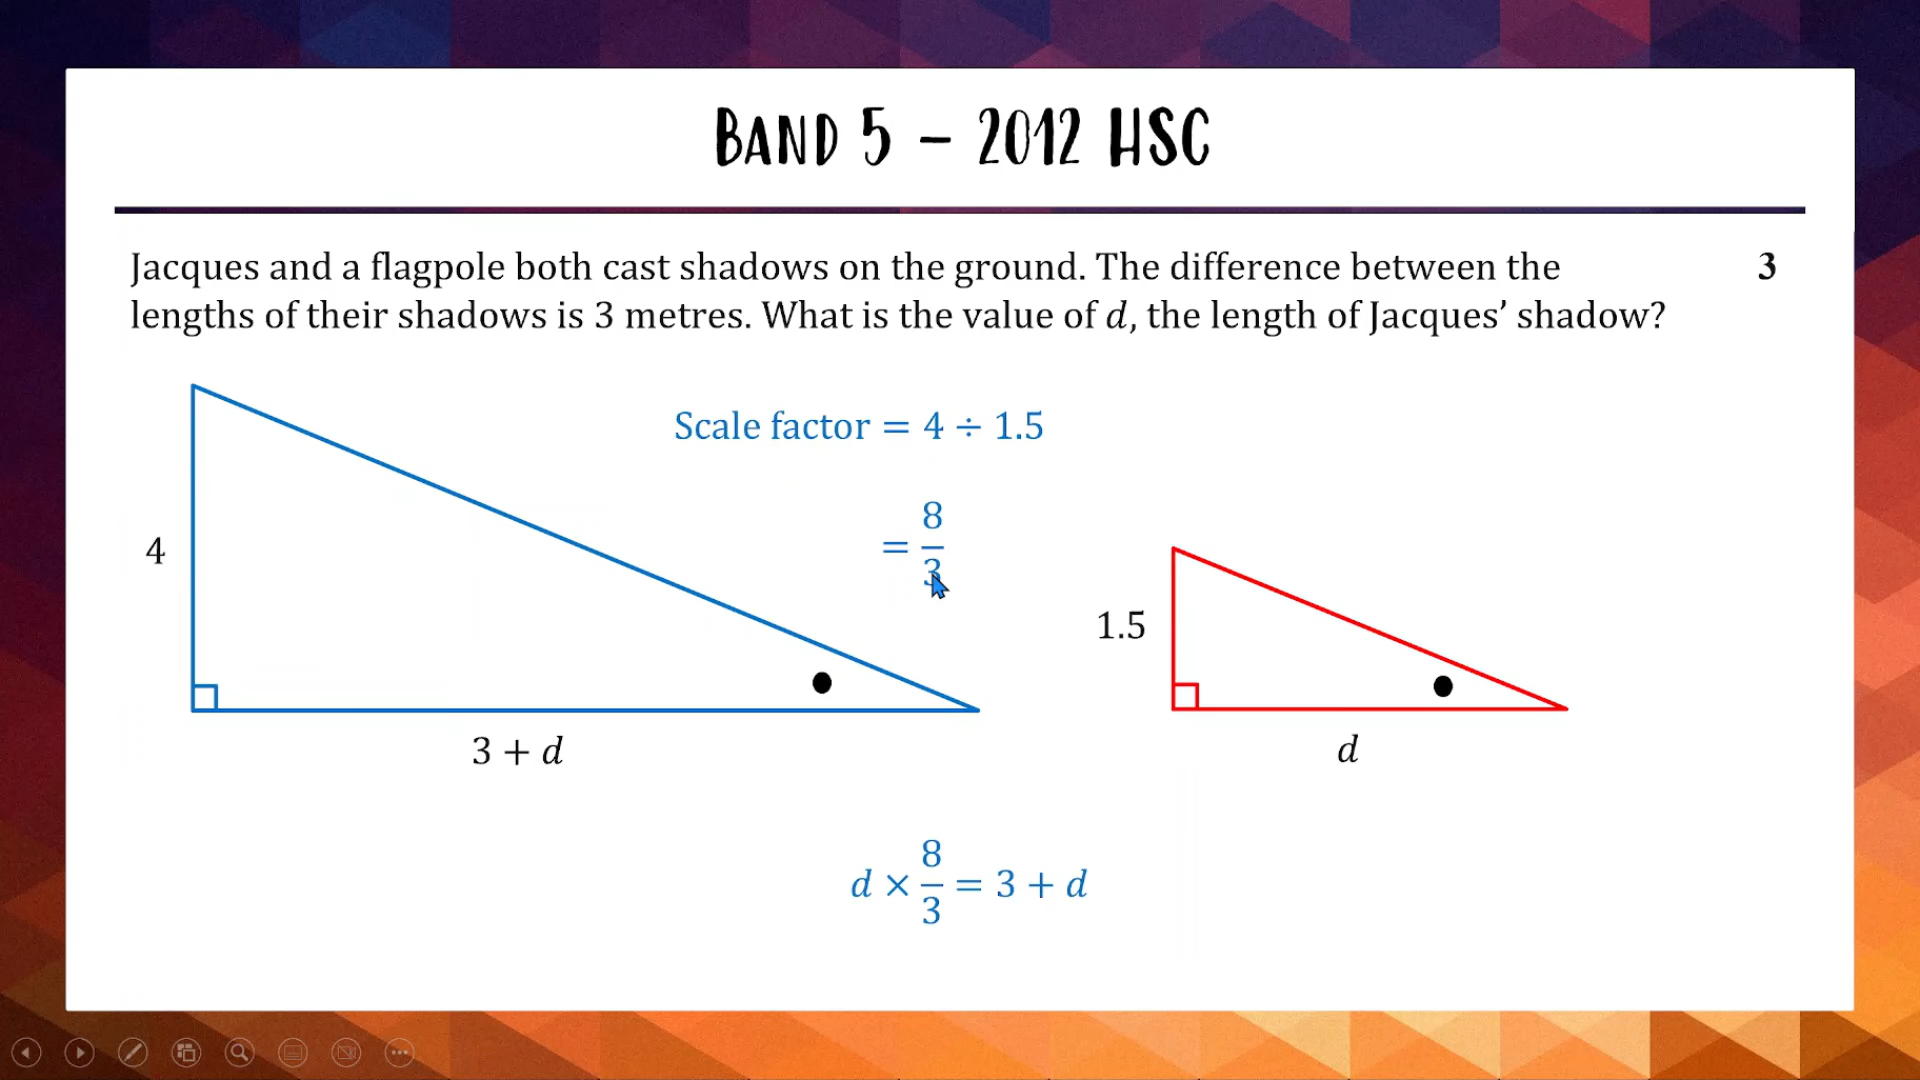 BAND 5 – 2012 HSC
Jacques and a flagpole both cast shadows on the ground. The difference between the 3
lengths of their shadows is 3 metres. What is the value of d, the length of Jacques’ shadow?
Scale factor = 4 ÷ 1.5
= 8/3
4
1.5
3 + d
d
d × 8/3 = 3 + d